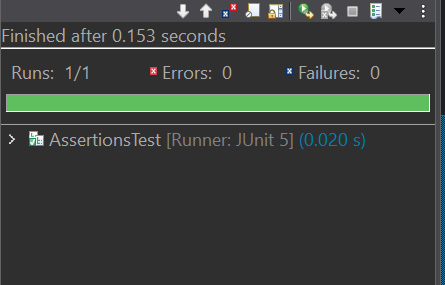 Finished after 0.153 seconds
Runs: 1/1 Errors: 0 Failures: 0
AssertionsTest [Runner: JUnit 5] (0.020 s)